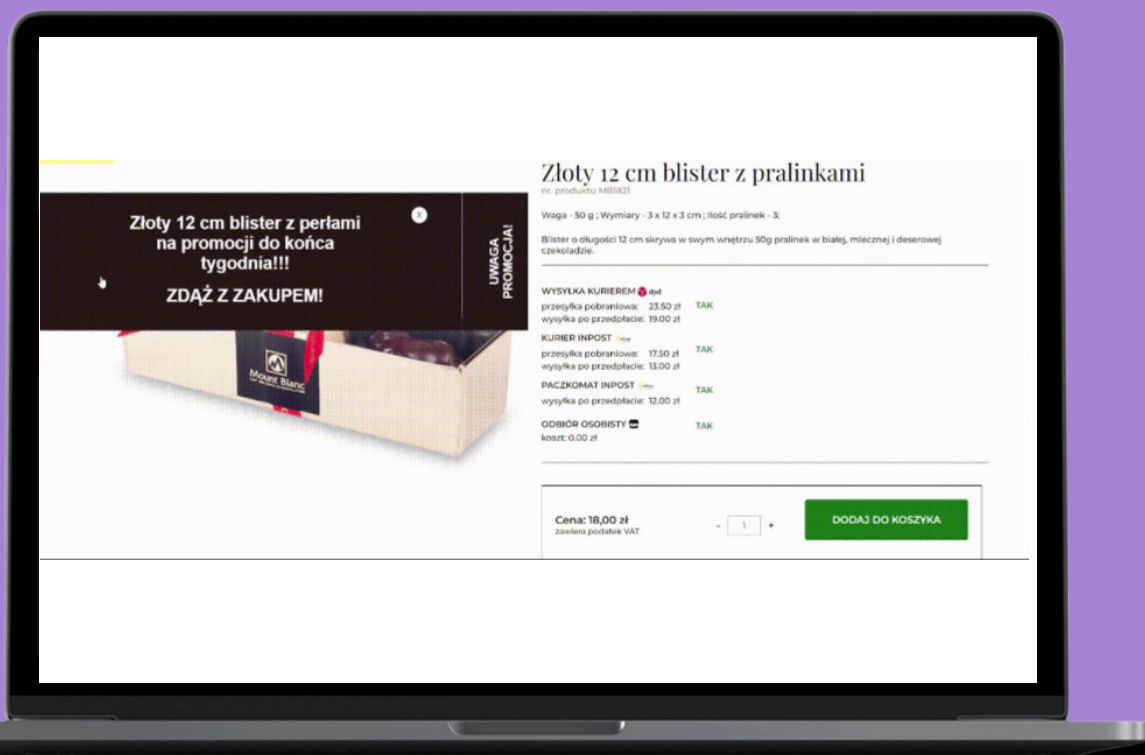 Złoty 12 cm blister z perłami
na promocji do końca
tygodnia!!!
ZDĄŻ Z ZAKUPEM!
X
UWAGA
PROMOCJA!
Mount Blanc
Złoty 12 cm blister z pralinkami
nr. produktu MB1821
Waga - 50 g ; Wymiary - 3 x 12 x 3 cm ; Ilość pralinek - 3;
Blister o długości 12 cm skrywa w swym wnętrzu 50g pralinek w białej, mlecznej i deserowej
czekoladzie.
WYSYŁKA KURIEREM dpd
przesyłka pobraniowa: 23.50 zł TAK
wysyłka po przedpłacie: 19.00 zł
KURIER INPOST
przesyłka pobraniowa: 17.50 zł TAK
wysyłka po przedpłacie: 13.00 zł
PACZKOMAT INPOST TAK
wysyłka po przedpłacie: 12.00 zł
ODBIÓR OSOBISTY TAK
koszt: 0.00 zł
Cena: 18,00 zł
zawiera podatek VAT
- 1 +
DODAJ DO KOSZYKA